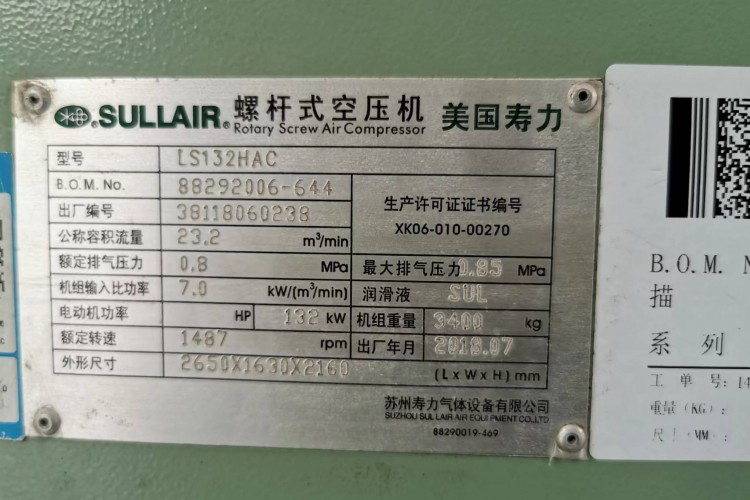 SULLAIR® 螺杆式空压机 美国寿力
Rotary Screw Air Compressor
型号 LS132HAC
B.O.M. No. 88292006-644
生产许可证证书编号
出厂编号 38118060238
XK06-010-00270
公称容积流量 23.2 m³/min
额定排气压力 0.8 MPa 最大排气压力 0.85 MPa
机组输入比功率 7.0 kW/(m³/min) 润滑液 SUL
电动机功率 HP 132 kW 机组重量 3400 kg
额定转速 1487 rpm 出厂年月 2018.07
外形尺寸 2650X1630X2160 (LxWxH) mm
苏州寿力气体设备有限公司
SUZHOU SULLAIR AIR EQUIPMENT CO.,LTD
88290019-469
B.O.M. N
描
系 列
工 单 号: 14
重量(KG):
尺 寸(MM):